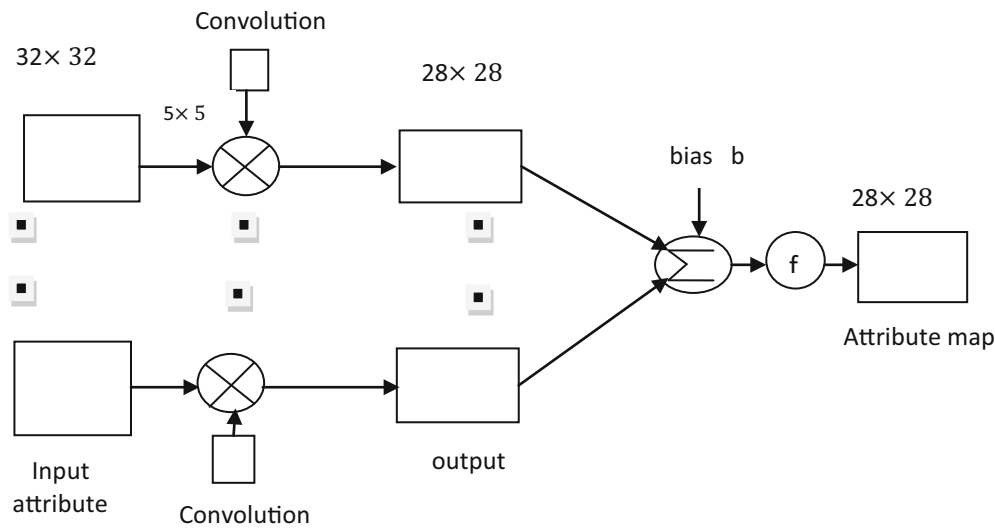 Convolution
32× 32
28× 28
5× 5
bias b
28× 28
f
Attribute map
Input
attribute
output
Convolution